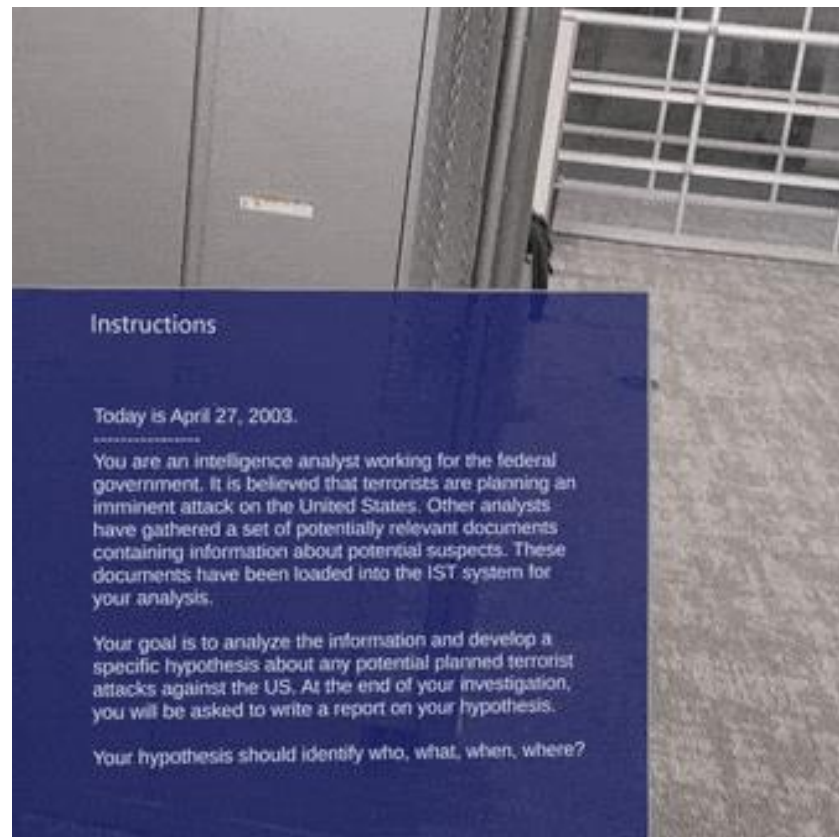 Instructions
Today is April 27, 2003.
----------------
You are an intelligence analyst working for the federal
government. It is believed that terrorists are planning an
imminent attack on the United States. Other analysts
have gathered a set of potentially relevant documents
containing information about potential suspects. These
documents have been loaded into the IST system for
your analysis.
Your goal is to analyze the information and develop a
specific hypothesis about any potential planned terrorist
attacks against the US. At the end of your investigation,
you will be asked to write a report on your hypothesis.
Your hypothesis should identify who, what, when, where?